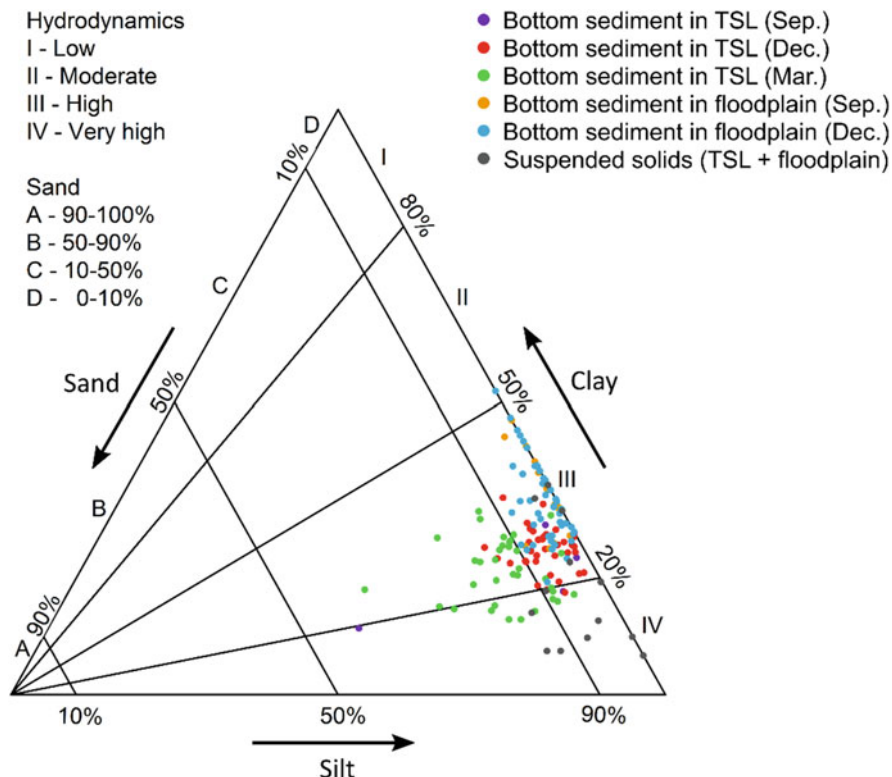 Hydrodynamics
I - Low
II - Moderate
III - High
IV - Very high
Sand
A - 90-100%
B - 50-90%
C - 10-50%
D - 0-10%
Bottom sediment in TSL (Sep.)
Bottom sediment in TSL (Dec.)
Bottom sediment in TSL (Mar.)
Bottom sediment in floodplain (Sep.)
Bottom sediment in floodplain (Dec.)
Suspended solids (TSL + floodplain)
D
I
10%
80%
C
II
Sand
50%
50%
Clay
B
III
90%
20%
A
IV
10%
50%
90%
Silt